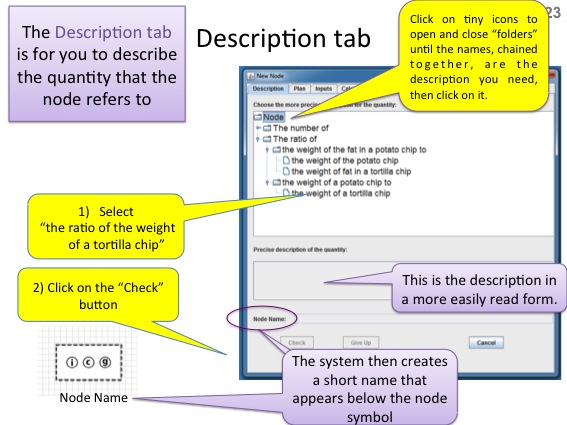 23
The Description tab
is for you to describe
the quantity that the
node refers to
Description tab
Click on tiny icons to
open and close “folders”
until the names, chained
together, are the
description you need,
then click on it.
New Node
Description Plan Inputs
Choose the more precise for the quantity:
Node
The number of
The ratio of
the weight of the fat in a potato chip to
the weight of the potato chip
the weight of fat in a tortilla chip
the weight of a potato chip to
the weight of a tortilla chip
1) Select
“the ratio of the weight
of a tortilla chip”
Precise description of the quantity:
This is the description in
a more easily read form.
2) Click on the “Check”
button
Node Name:
Check Give Up Cancel
i c g
Node Name
The system then creates
a short name that
appears below the node
symbol